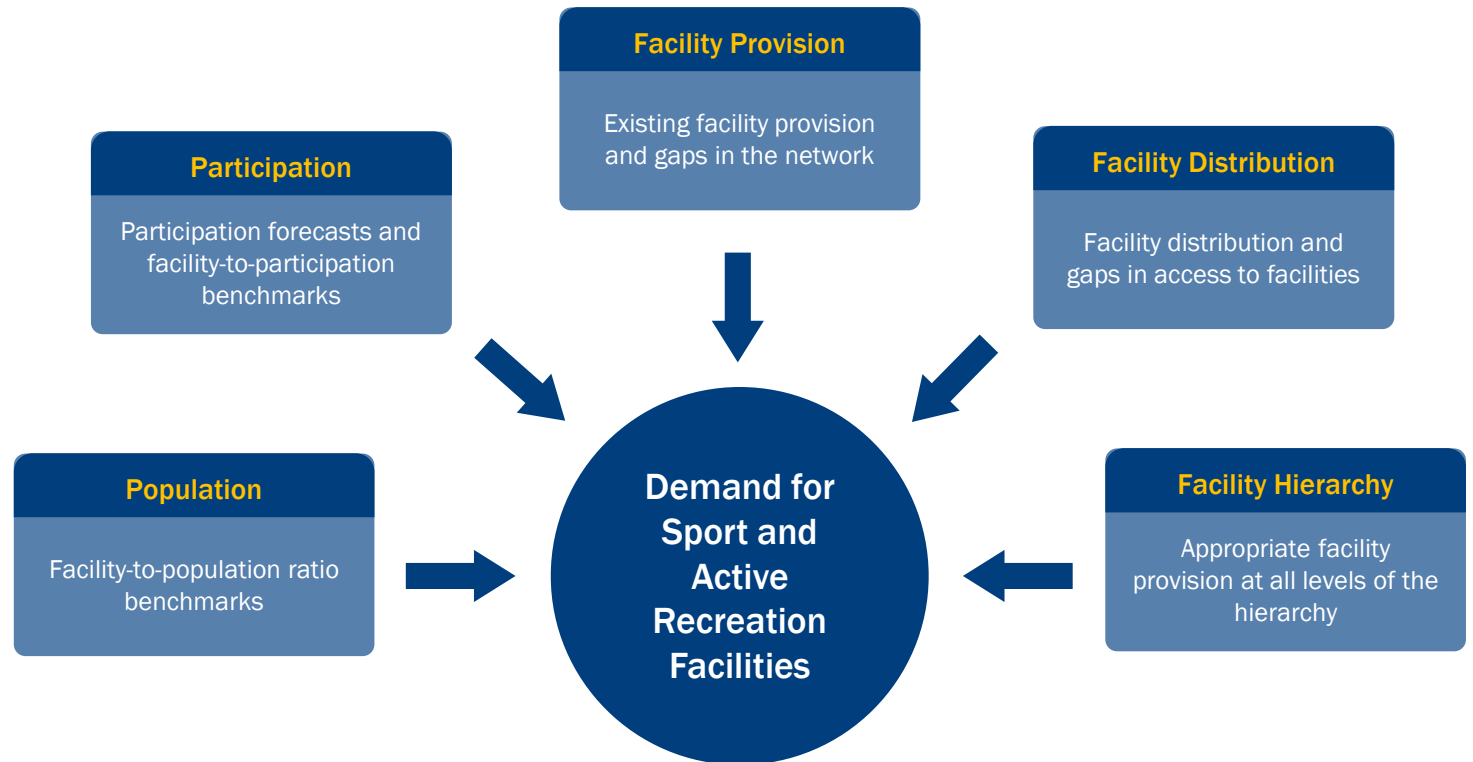 Facility Provision
Existing facility provision
and gaps in the network
Participation
Participation forecasts and
facility-to-participation
benchmarks
Facility Distribution
Facility distribution and
gaps in access to facilities
Population
Facility-to-population ratio
benchmarks
Demand for
Sport and
Active
Recreation
Facilities
Facility Hierarchy
Appropriate facility
provision at all levels of the
hierarchy